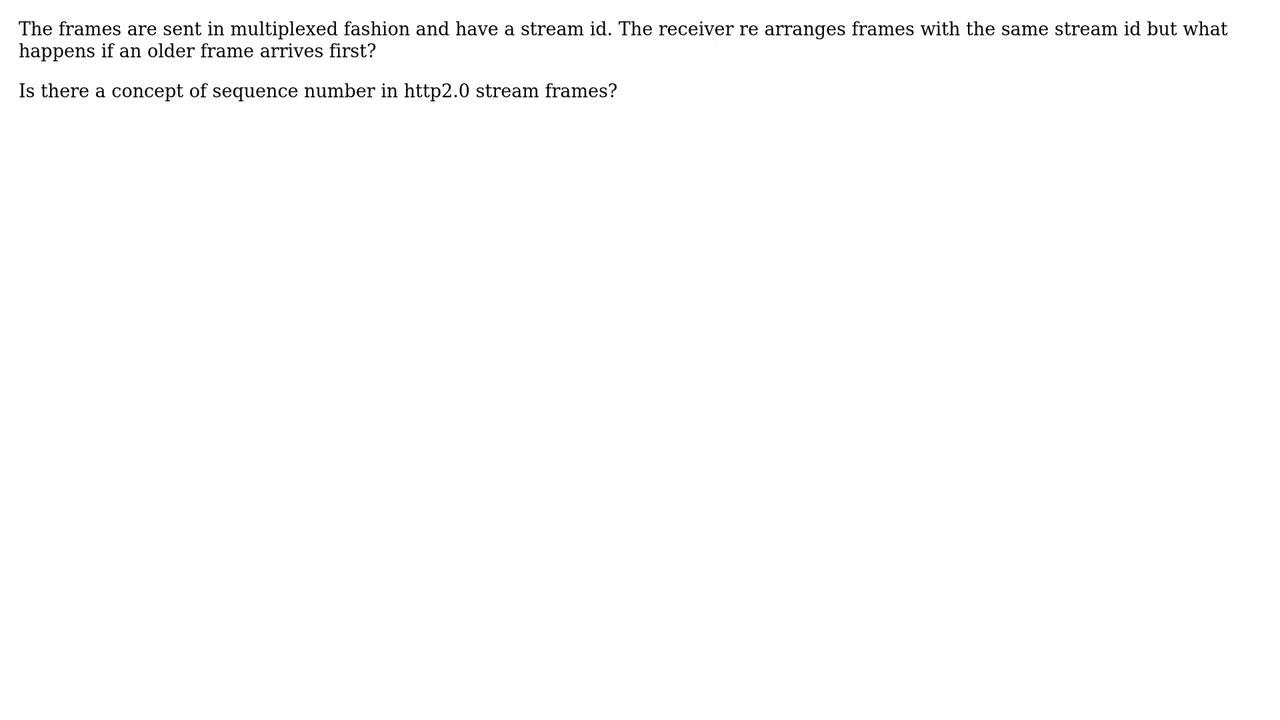 The frames are sent in multiplexed fashion and have a stream id. The receiver re arranges frames with the same stream id but what
happens if an older frame arrives first?
Is there a concept of sequence number in http2.0 stream frames?